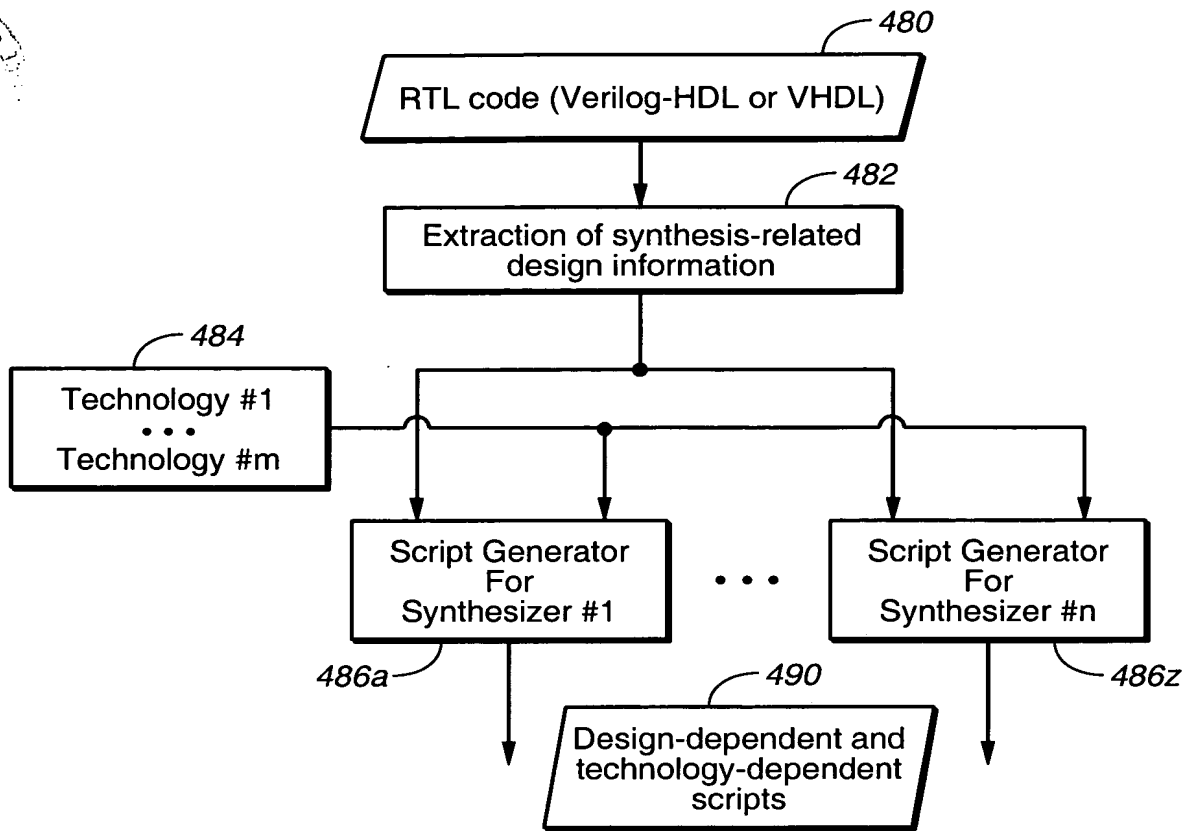 480
RTL code (Verilog-HDL or VHDL)
482
Extraction of synthesis-related
design information
484
Technology #1
• • •
Technology #m
Script Generator
For
Synthesizer #1
• • •
Script Generator
For
Synthesizer #n
486a
486z
490
Design-dependent and
technology-dependent
scripts